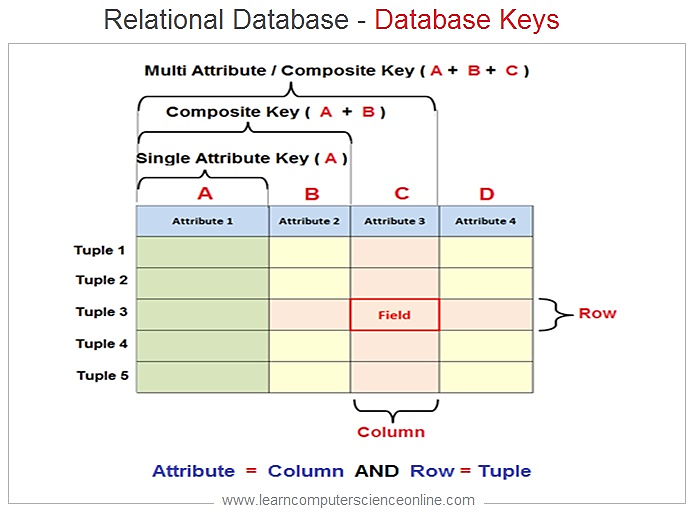 Relational Database - Database Keys
Multi Attribute / Composite Key ( A + B + C )
Composite Key ( A + B )
Single Attribute Key ( A )
A B C D
Attribute 1 Attribute 2 Attribute 3 Attribute 4
Tuple 1
Tuple 2
Tuple 3 Field Row
Tuple 4
Tuple 5
Column
Attribute = Column AND Row = Tuple
www.learncomputerscienceonline.com